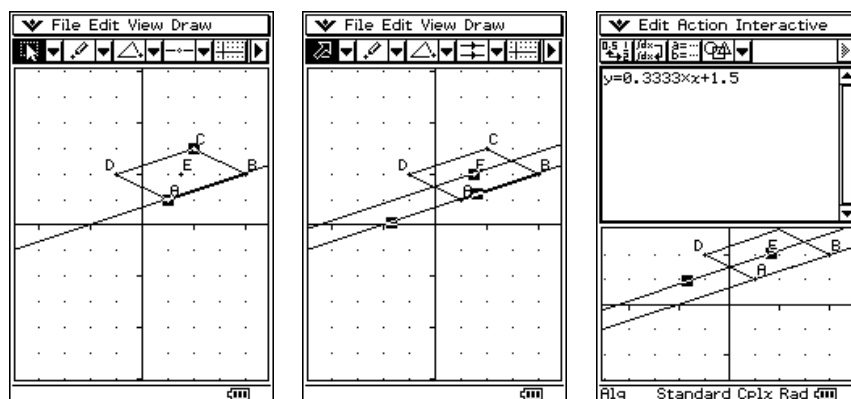 File Edit View Draw
C
D
E
B
A
File Edit View Draw
C
D
E
B
A
Edit Action Interactive
y=0.3333×x+1.5
D
E
B
A
Alg Standard Cplx Rad